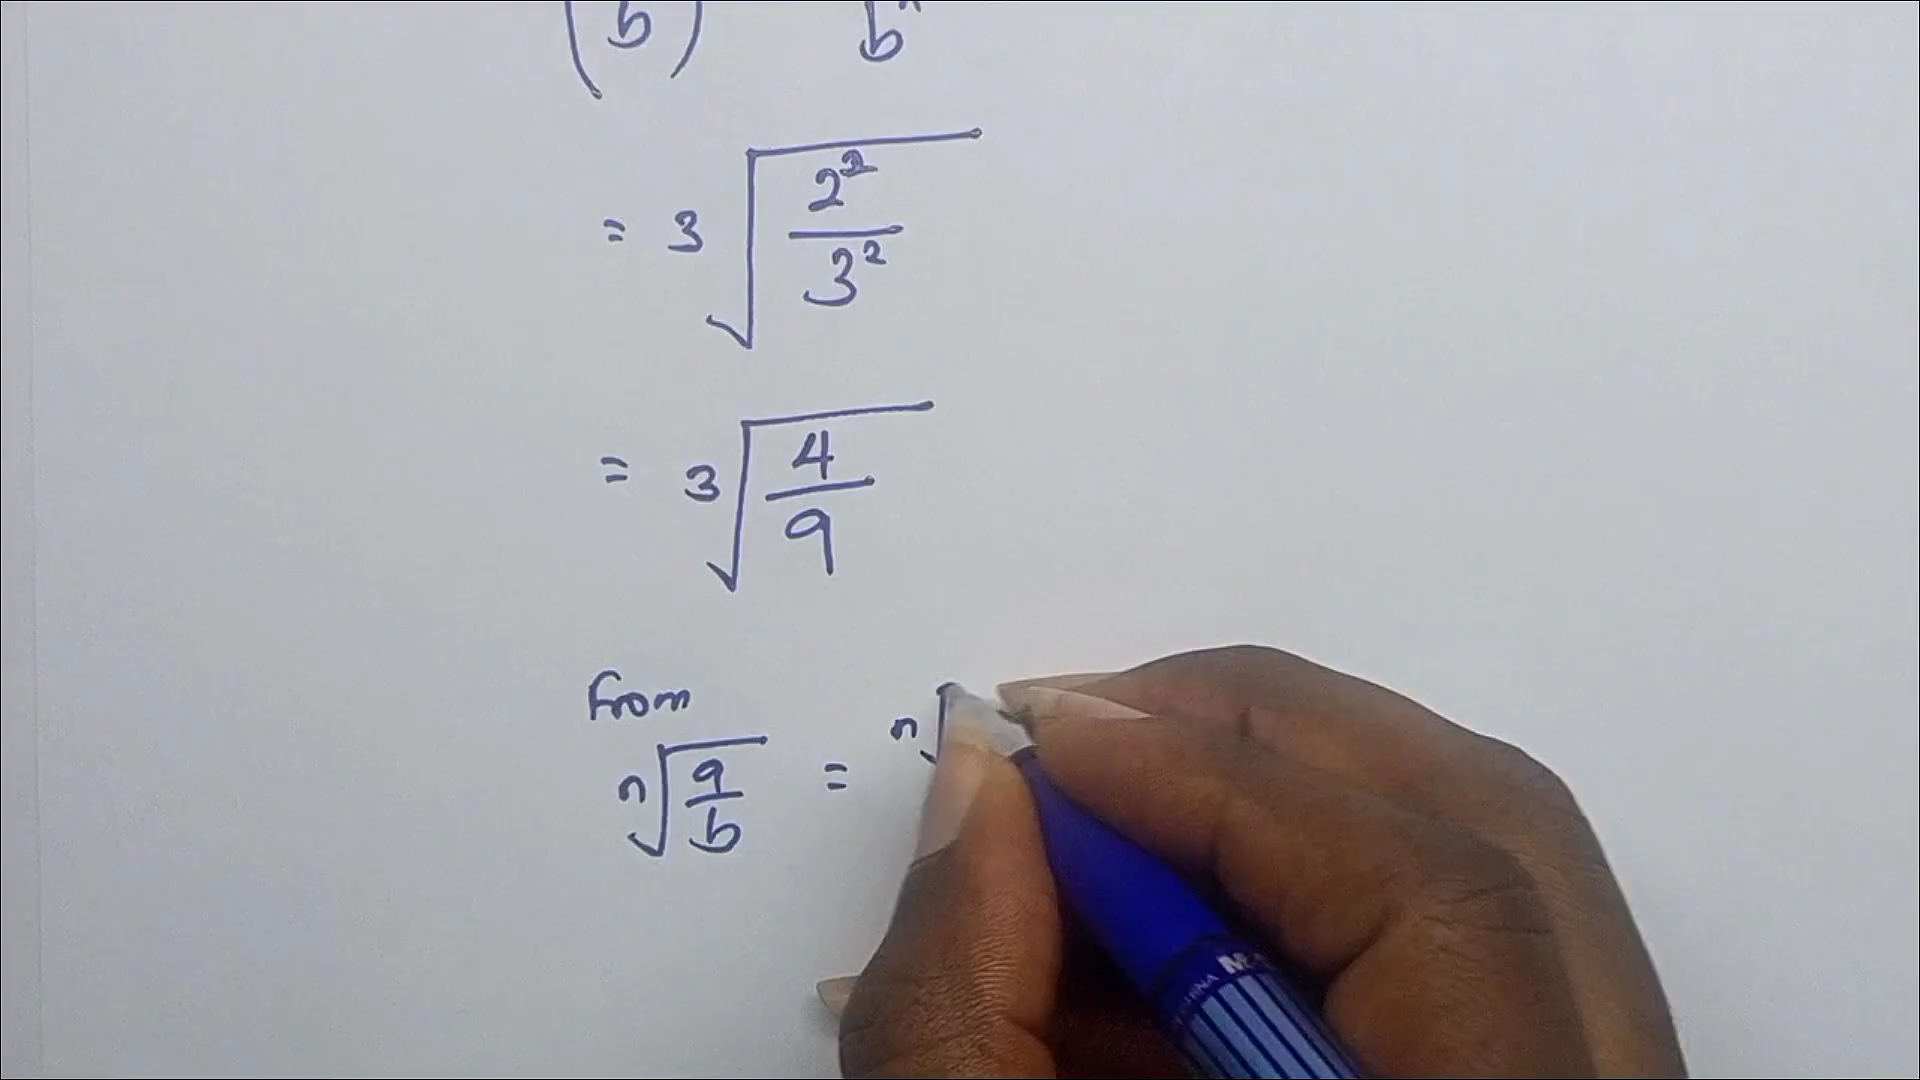 (b) b
= 3√(2²/3²)
= 3√(4/9)
from
n√(a/b) = n√